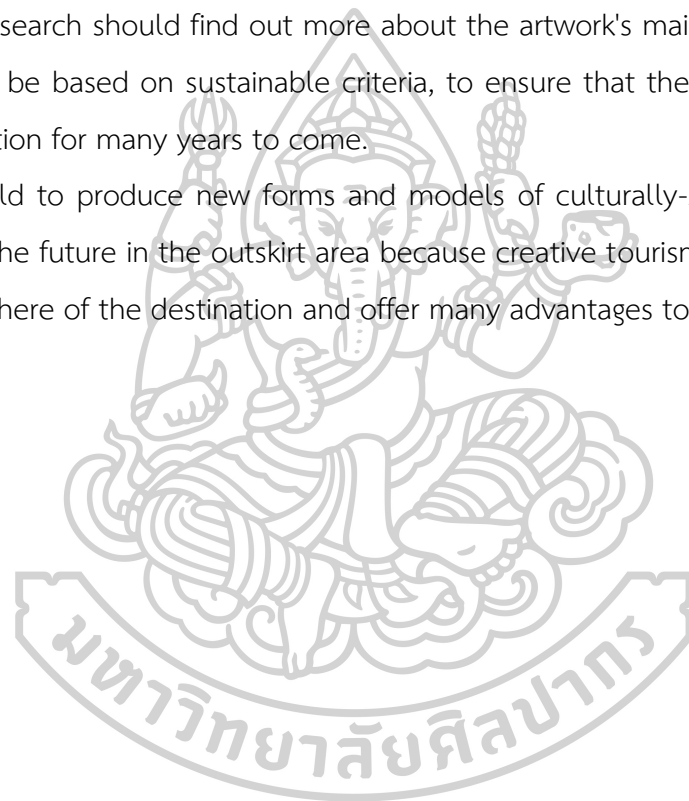 search should find out more about the artwork's mai
be based on sustainable criteria, to ensure that the
tion for many years to come.
ld to produce new forms and models of culturally-
he future in the outskirt area because creative tourism
here of the destination and offer many advantages to
มหาวิทยาลัยศิลปากร